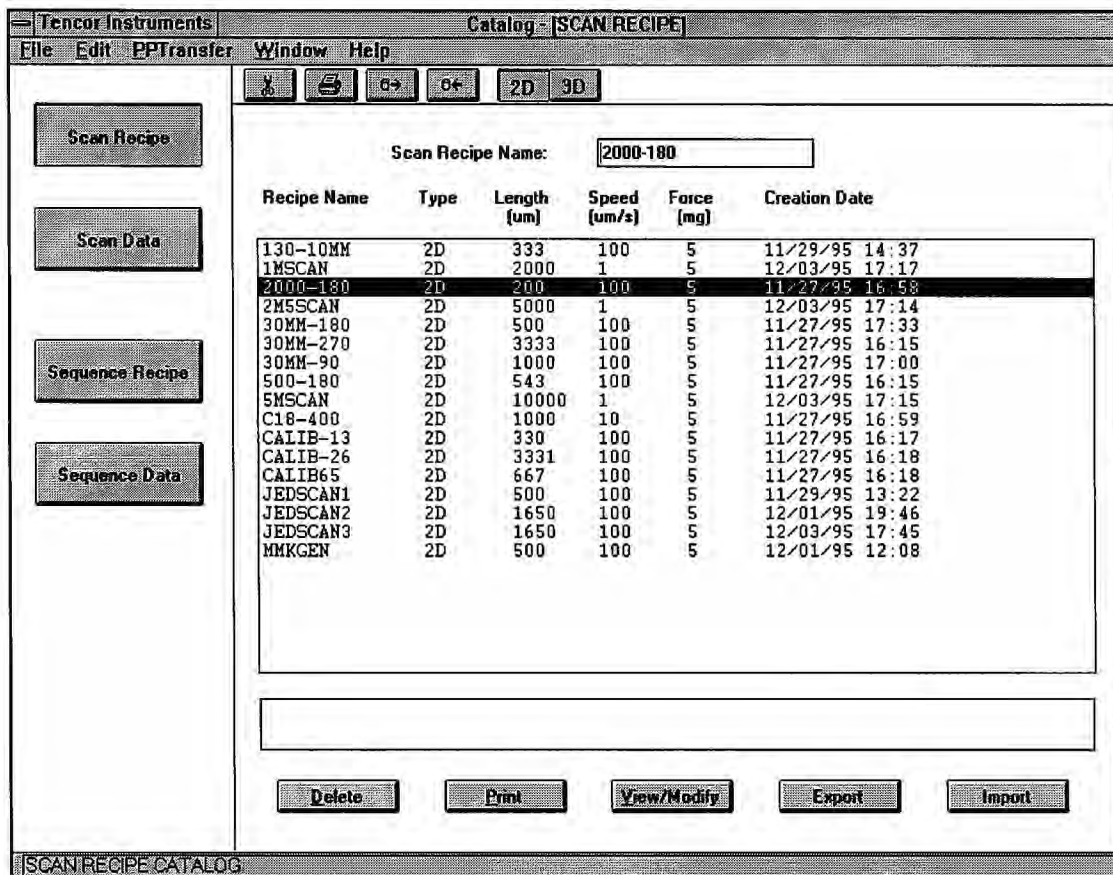 Tencor Instruments
Catalog - [SCAN RECIPE]
File Edit PPTransfer Window Help
2D 3D
Scan Recipe
Scan Data
Sequence Recipe
Sequence Data
Scan Recipe Name: 2000-180
Recipe Name Type Length (um) Speed (um/s) Force (mg) Creation Date
130-10MM 2D 333 100 5 11/29/95 14:37
1MSCAN 2D 2000 1 5 12/03/95 17:17
2000-180 2D 200 100 5 11/27/95 16:58
2M5SCAN 2D 5000 1 5 12/03/95 17:14
30MM-180 2D 500 100 5 11/27/95 17:33
30MM-270 2D 3333 100 5 11/27/95 16:15
30MM-90 2D 1000 100 5 11/27/95 17:00
500-180 2D 543 100 5 11/27/95 16:15
5MSCAN 2D 10000 1 5 12/03/95 17:15
C18-400 2D 1000 10 5 11/27/95 16:59
CALIB-13 2D 330 100 5 11/27/95 16:17
CALIB-26 2D 3331 100 5 11/27/95 16:18
CALIB65 2D 667 100 5 11/27/95 16:18
JEDSCAN1 2D 500 100 5 11/29/95 13:22
JEDSCAN2 2D 1650 100 5 12/01/95 19:46
JEDSCAN3 2D 1650 100 5 12/03/95 17:45
MMKGEN 2D 500 100 5 12/01/95 12:08
Delete Print View/Modify Export Import
SCAN RECIPE CATALOG